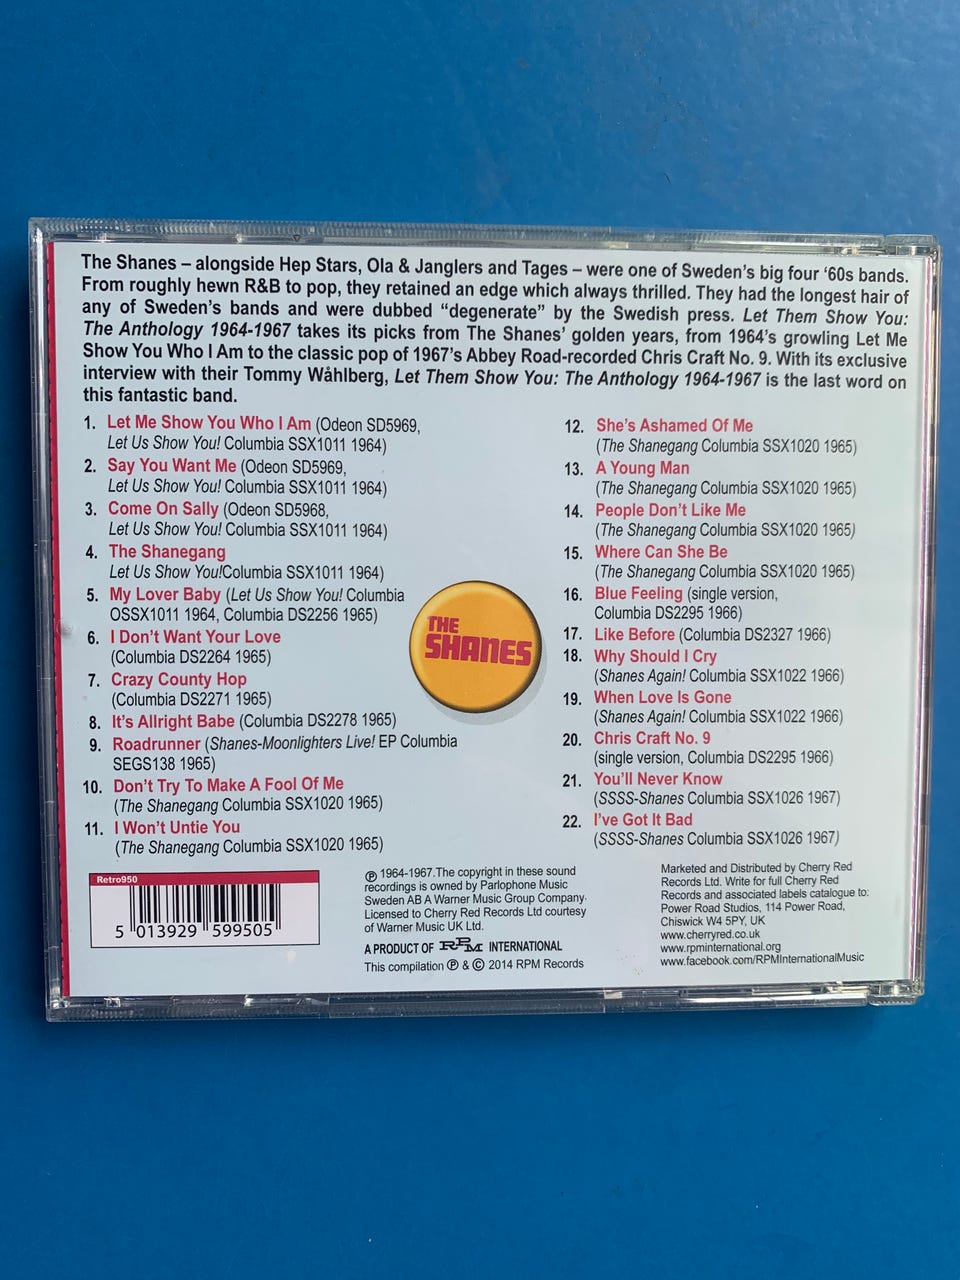 The Shanes – alongside Hep Stars, Ola & Janglers and Tages – were one of Sweden's big four '60s bands.
From roughly hewn R&B to pop, they retained an edge which always thrilled. They had the longest hair of
any of Sweden's bands and were dubbed "degenerate" by the Swedish press. Let Them Show You:
The Anthology 1964-1967 takes its picks from The Shanes' golden years, from 1964's growling Let Me
Show You Who I Am to the classic pop of 1967's Abbey Road-recorded Chris Craft No. 9. With its exclusive
interview with their Tommy Wåhlberg, Let Them Show You: The Anthology 1964-1967 is the last word on
this fantastic band.
1. Let Me Show You Who I Am (Odeon SD5969,
Let Us Show You! Columbia SSX1011 1964)
2. Say You Want Me (Odeon SD5969,
Let Us Show You! Columbia SSX1011 1964)
3. Come On Sally (Odeon SD5968,
Let Us Show You! Columbia SSX1011 1964)
4. The Shanegang
Let Us Show You!Columbia SSX1011 1964)
5. My Lover Baby (Let Us Show You! Columbia
OSSX1011 1964, Columbia DS2256 1965)
6. I Don't Want Your Love
(Columbia DS2264 1965)
7. Crazy County Hop
(Columbia DS2271 1965)
8. It's Allright Babe (Columbia DS2278 1965)
9. Roadrunner (Shanes-Moonlighters Live! EP Columbia
SEGS138 1965)
10. Don't Try To Make A Fool Of Me
(The Shanegang Columbia SSX1020 1965)
11. I Won't Untie You
(The Shanegang Columbia SSX1020 1965)
THE
SHANES
12. She's Ashamed Of Me
(The Shanegang Columbia SSX1020 1965)
13. A Young Man
(The Shanegang Columbia SSX1020 1965)
14. People Don't Like Me
(The Shanegang Columbia SSX1020 1965)
15. Where Can She Be
(The Shanegang Columbia SSX1020 1965)
16. Blue Feeling (single version,
Columbia DS2295 1966)
17. Like Before (Columbia DS2327 1966)
18. Why Should I Cry
(Shanes Again! Columbia SSX1022 1966)
19. When Love Is Gone
(Shanes Again! Columbia SSX1022 1966)
20. Chris Craft No. 9
(single version, Columbia DS2295 1966)
21. You'll Never Know
(SSSS-Shanes Columbia SSX1026 1967)
22. I've Got It Bad
(SSSS-Shanes Columbia SSX1026 1967)
Retro950
5 013929 599505
℗ 1964-1967.The copyright in these sound
recordings is owned by Parlophone Music
Sweden AB A Warner Music Group Company.
Licensed to Cherry Red Records Ltd courtesy
of Warner Music UK Ltd.
A PRODUCT OF RPM INTERNATIONAL
This compilation ℗ & © 2014 RPM Records
Marketed and Distributed by Cherry Red
Records Ltd. Write for full Cherry Red
Records and associated labels catalogue to:
Power Road Studios, 114 Power Road,
Chiswick W4 5PY, UK
www.cherryred.co.uk
www.rpminternational.org
www.facebook.com/RPMInternationalMusic